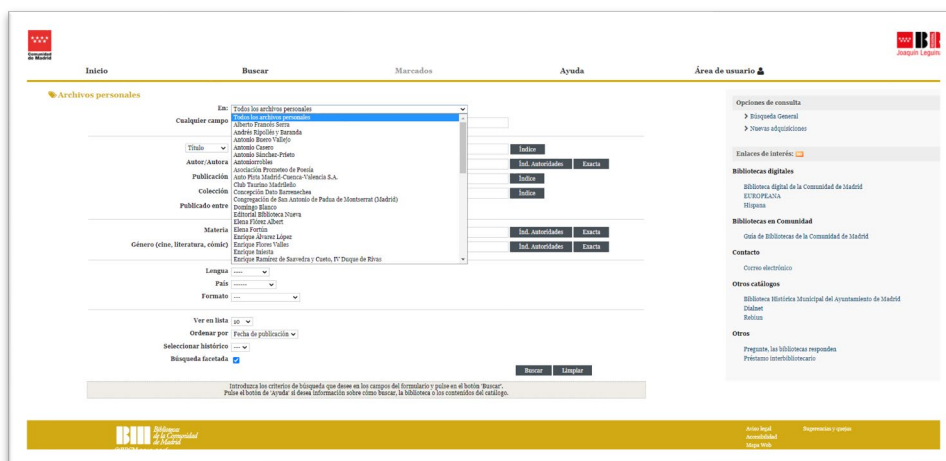 Comunidad de Madrid
Joaquín Leguina
Inicio
Buscar
Marcados
Ayuda
Área de usuario
Archivos personales
En: Todos los archivos personales
Todos los archivos personales
Cualquier campo
Alberto Francés Serra
Andrés Ripollés y Baranda
Antonio Buero Vallejo
Título
Antonio Casero
Índice
Antonio Sánchez-Prieto
Autor/Autora
Antoniorrobles
Ind. Autoridades
Exacta
Asociación Prometeo de Poesía
Publicación
Auto Pista Madrid-Cuenca-Valencia S.A.
Índice
Club Taurino Madrileño
Colección
Concepción Dato Barrenechea
Índice
Congregación de San Antonio de Padua de Montserrat (Madrid)
Publicado entre
Domingo Blanco
Editorial Biblioteca Nueva
Elena Flórez Albert
Materia
Elena Fortún
Ind. Autoridades
Exacta
Enrique Álvarez López
Género (cine, literatura, cómic)
Enrique Flores Valles
Ind. Autoridades
Exacta
Enrique Iniesta
Enrique Ramírez de Saavedra y Cueto, IV Duque de Rivas
Lengua ----
País ------
Formato ---
Ver en lista 10
Ordenar por Fecha de publicación
Seleccionar histórico ---
Búsqueda facetada
Buscar
Limpiar
Introduzca los criterios de búsqueda que desee en los campos del formulario y pulse en el botón 'Buscar'.
Pulse el botón de 'Ayuda' si desea información sobre cómo buscar, la biblioteca o los contenidos del catálogo.
Opciones de consulta
Búsqueda General
Nuevas adquisiciones
Enlaces de interés:
Bibliotecas digitales
Biblioteca digital de la Comunidad de Madrid
EUROPEANA
Hispana
Bibliotecas en Comunidad
Guía de Bibliotecas de la Comunidad de Madrid
Contacto
Correo electrónico
Otros catálogos
Biblioteca Histórica Municipal del Ayuntamiento de Madrid
Dialnet
Rebiun
Otros
Pregunte, las bibliotecas responden
Préstamo interbibliotecario
Bibliotecas
de la Comunidad
de Madrid
Aviso legal
Sugerencias y quejas
Accesibilidad
Mapa Web